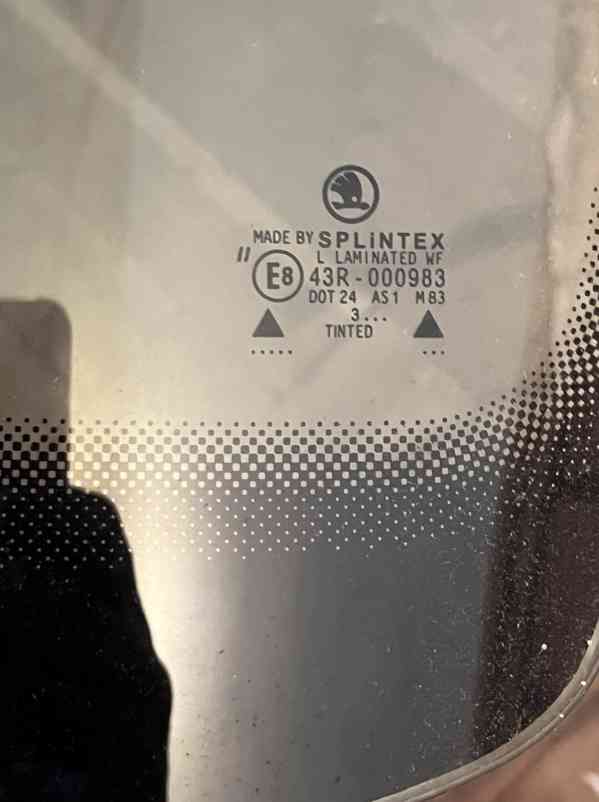 MADE BY SPLiNTEX
" L LAMINATED WF
E8 43R-000983
DOT 24 AS1 M83
3...
TINTED
..... ...